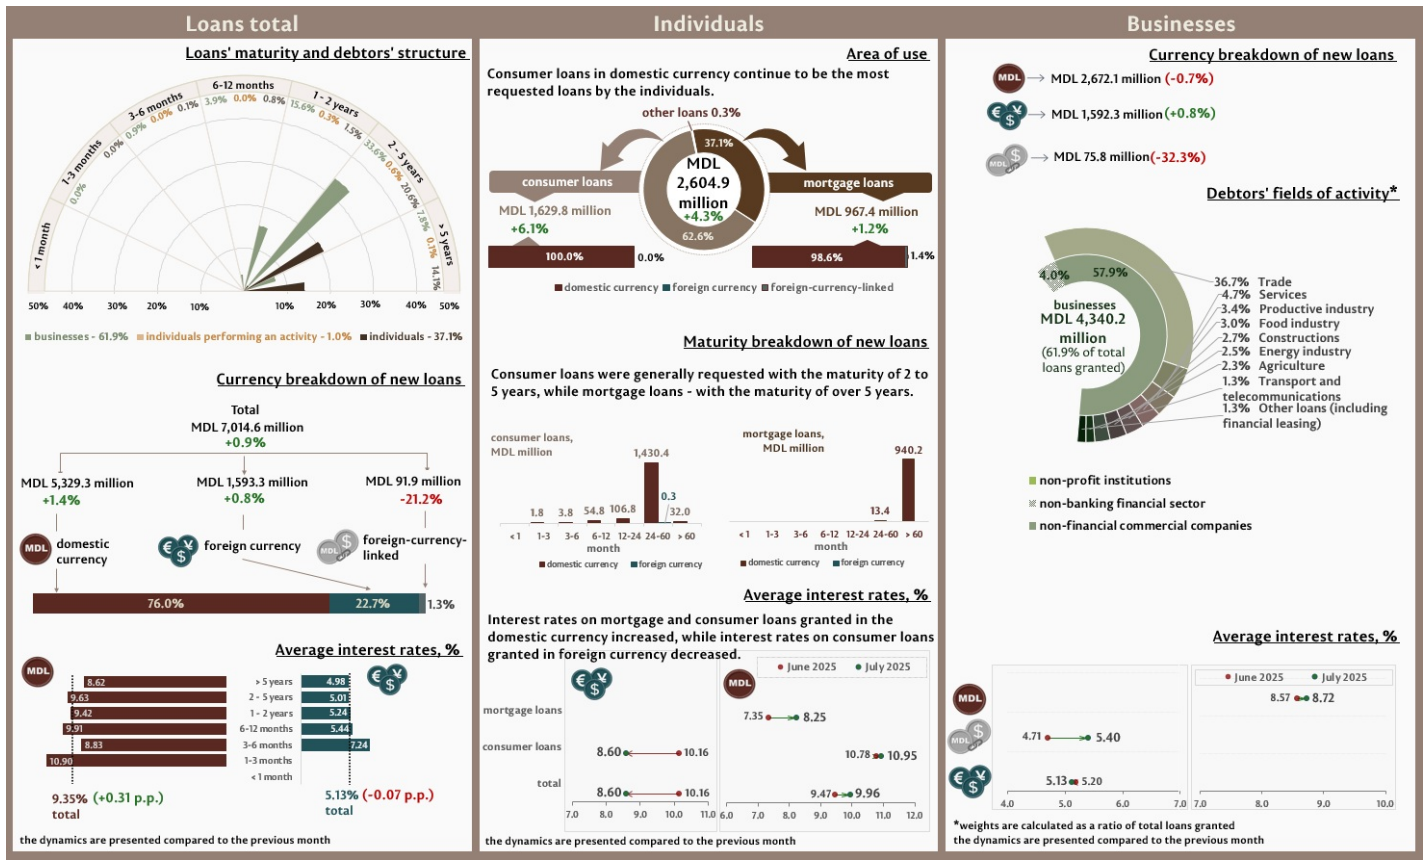 Loans total
Loans' maturity and debtors' structure
< 1 month
1-3 months
3-6 months
6-12 months
1 - 2 years
2 - 5 years
> 5 years
0.0%
0.0%
0.9%
0.0%
0.1%
3.9%
0.0%
0.8%
15.6%
0.3%
1.5%
33.6%
0.6%
20.6%
7.8%
0.1%
14.1%
50% 40% 30% 20% 10% 10% 20% 30% 40% 50%
businesses - 61.9% individuals performing an activity - 1.0% individuals - 37.1%
Currency breakdown of new loans
Total
MDL 7,014.6 million
+0.9%
MDL 5,329.3 million
+1.4%
MDL 1,593.3 million
+0.8%
MDL 91.9 million
-21.2%
MDL domestic
currency
€ ¥ $ foreign currency
MDL $ foreign-currency-
linked
76.0% 22.7% 1.3%
Average interest rates, %
MDL
€ ¥ $
8.62 > 5 years 4.98
9.63 2 - 5 years 5.01
9.42 1 - 2 years 5.24
9.91 6-12 months 5.44
8.83 3-6 months 7.24
10.90 1-3 months
< 1 month
9.35% (+0.31 p.p.)
total
5.13% (-0.07 p.p.)
total
the dynamics are presented compared to the previous month
Individuals
Area of use
Consumer loans in domestic currency continue to be the most
requested loans by the individuals.
other loans 0.3%
37.1%
MDL
2,604.9
million
+4.3%
62.6%
consumer loans
MDL 1,629.8 million
+6.1%
100.0% 0.0%
mortgage loans
MDL 967.4 million
+1.2%
98.6% 1.4%
domestic currency foreign currency foreign-currency-linked
Maturity breakdown of new loans
Consumer loans were generally requested with the maturity of 2 to
5 years, while mortgage loans - with the maturity of over 5 years.
consumer loans,
MDL million
1.8 3.8 54.8 106.8 1,430.4 0.3 32.0
< 1 1-3 3-6 6-12 12-24 24-60 > 60
month
domestic currency foreign currency
mortgage loans,
MDL million
13.4 940.2
< 1 1-3 3-6 6-12 12-24 24-60 > 60
month
domestic currency foreign currency
Average interest rates, %
Interest rates on mortgage and consumer loans granted in the
domestic currency increased, while interest rates on consumer loans
granted in foreign currency decreased.
€ ¥ $
MDL
June 2025 July 2025
mortgage loans 7.35 8.25
consumer loans 8.60 10.16 10.78 10.95
total 8.60 10.16 9.47 9.96
7.0 8.0 9.0 10.0 11.0
6.0 7.0 8.0 9.0 10.0 11.0 12.0
the dynamics are presented compared to the previous month
Businesses
Currency breakdown of new loans
MDL MDL 2,672.1 million (-0.7%)
€ ¥ $ MDL 1,592.3 million (+0.8%)
MDL $ MDL 75.8 million (-32.3%)
Debtors' fields of activity*
4.0% 57.9%
businesses
MDL 4,340.2
million
(61.9% of total
loans granted)
36.7% Trade
4.7% Services
3.4% Productive industry
3.0% Food industry
2.7% Constructions
2.5% Energy industry
2.3% Agriculture
1.3% Transport and
telecommunications
1.3% Other loans (including
financial leasing)
non-profit institutions
non-banking financial sector
non-financial commercial companies
Average interest rates, %
June 2025 July 2025
MDL 8.57 8.72
MDL $ 4.71 5.40
€ ¥ $ 5.13 5.20
4.0 5.0 6.0 7.0
7.0 8.0 9.0 10.0
*weights are calculated as a ratio of total loans granted
the dynamics are presented compared to the previous month